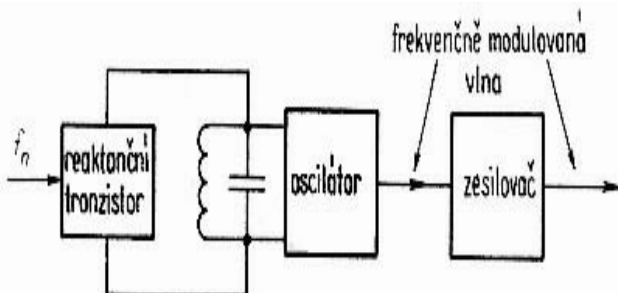 frekvenčně modulovaná
vlna
fn
reaktanční
tranzistor
oscilátor
zesilovač